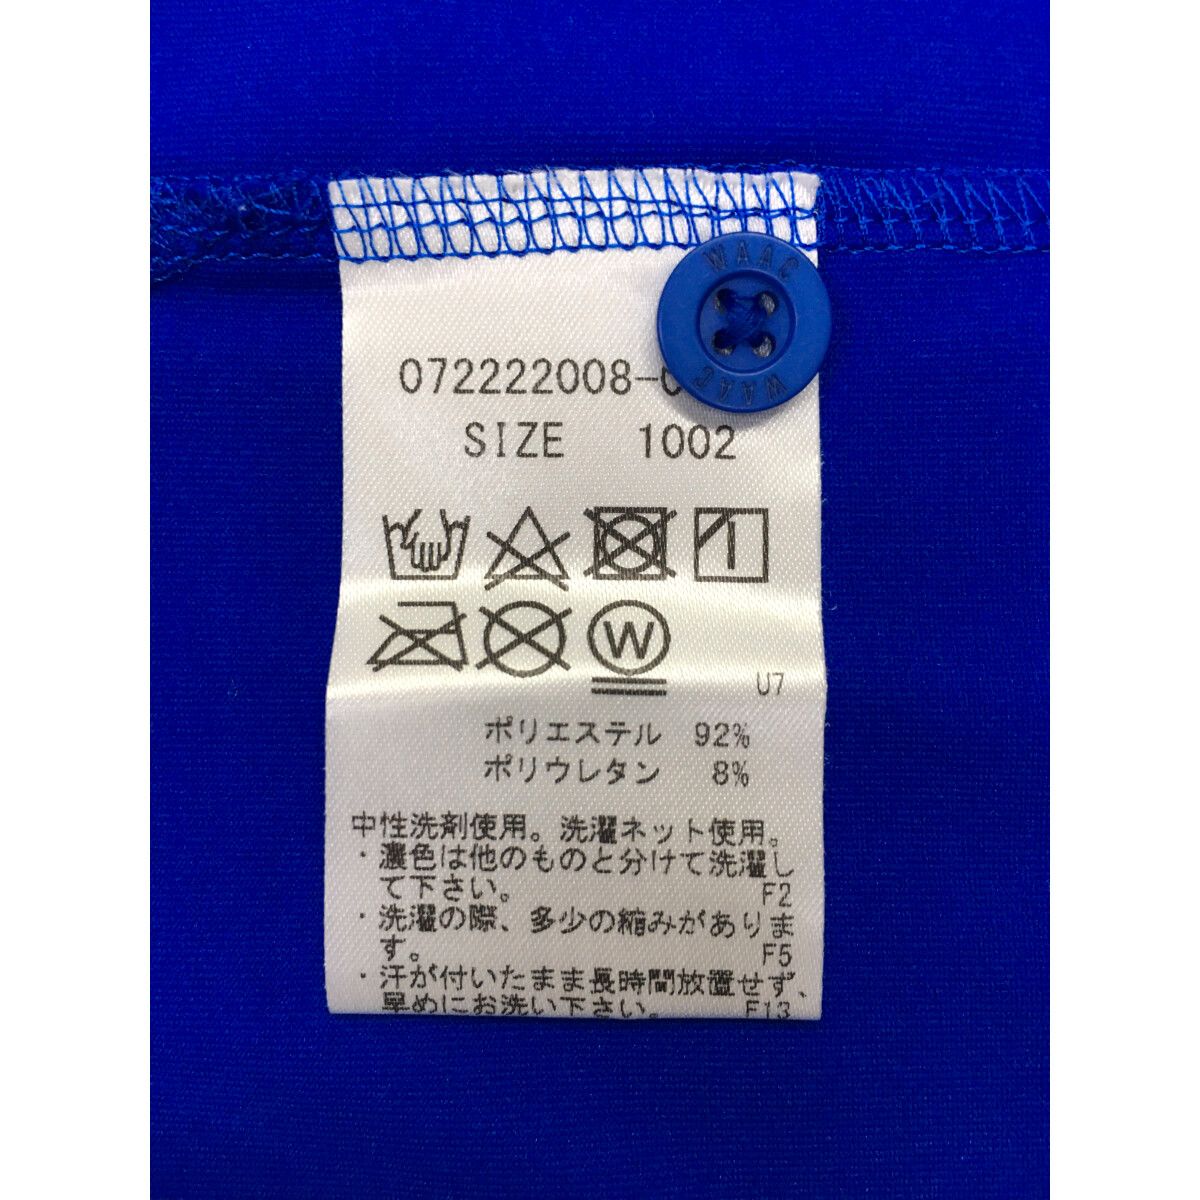 WAAC
WAAC
072222008-
SIZE 1002
W
U7
ポリエステル 92%
ポリウレタン 8%
中性洗剤使用。洗濯ネット使用。
・濃色は他のものと分けて洗濯し
て下さい。 F2
・洗濯の際、多少の縮みがありま
す。 F5
・汗が付いたまま長時間放置せず、
早めにお洗い下さい。 F13